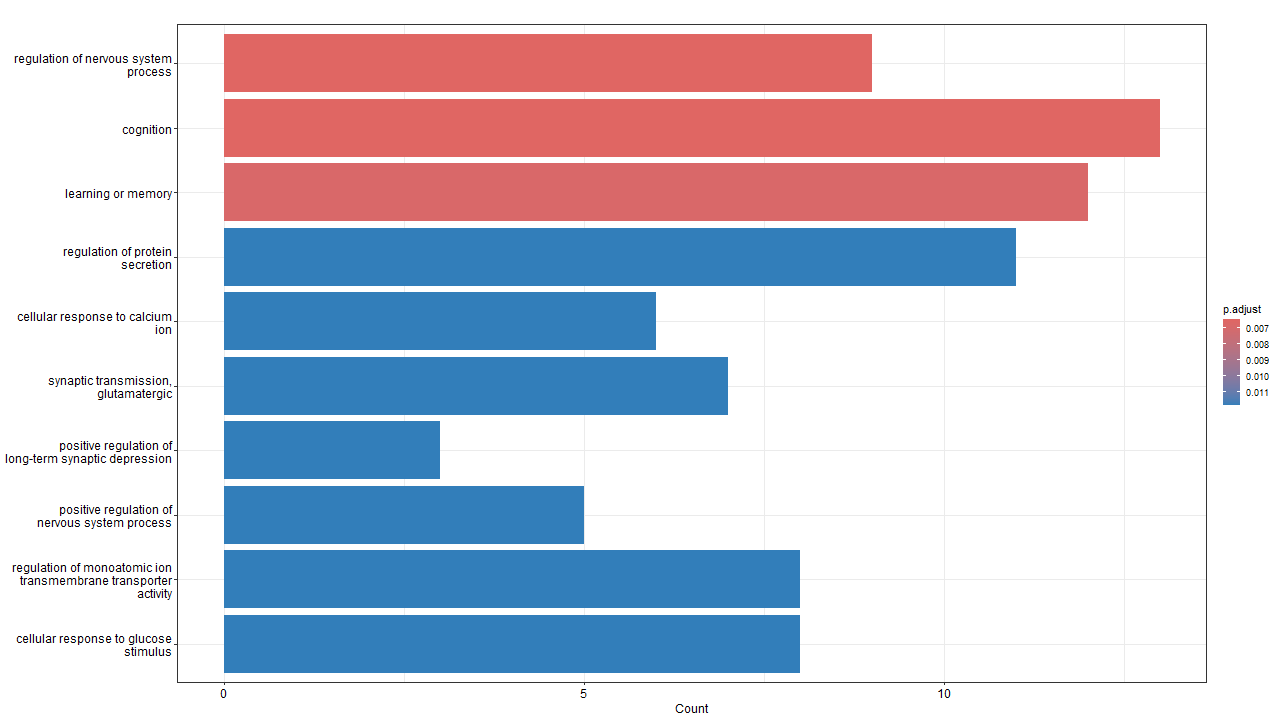 regulation of nervous system
process
cognition
learning or memory
regulation of protein
secretion
cellular response to calcium
ion
synaptic transmission,
glutamatergic
positive regulation of
long-term synaptic depression
positive regulation of
nervous system process
regulation of monoatomic ion
transmembrane transporter
activity
cellular response to glucose
stimulus
0
5
10
Count
p.adjust
0.007
0.008
0.009
0.010
0.011